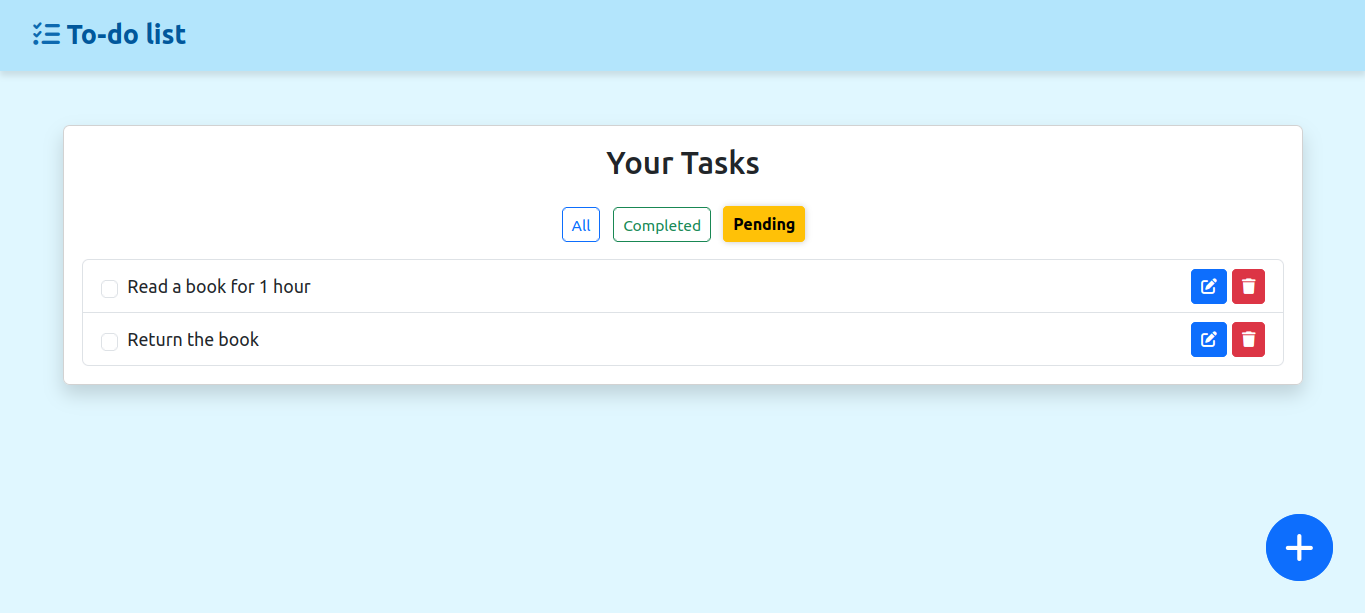 To-do list
Your Tasks
All Completed Pending
Read a book for 1 hour
Return the book